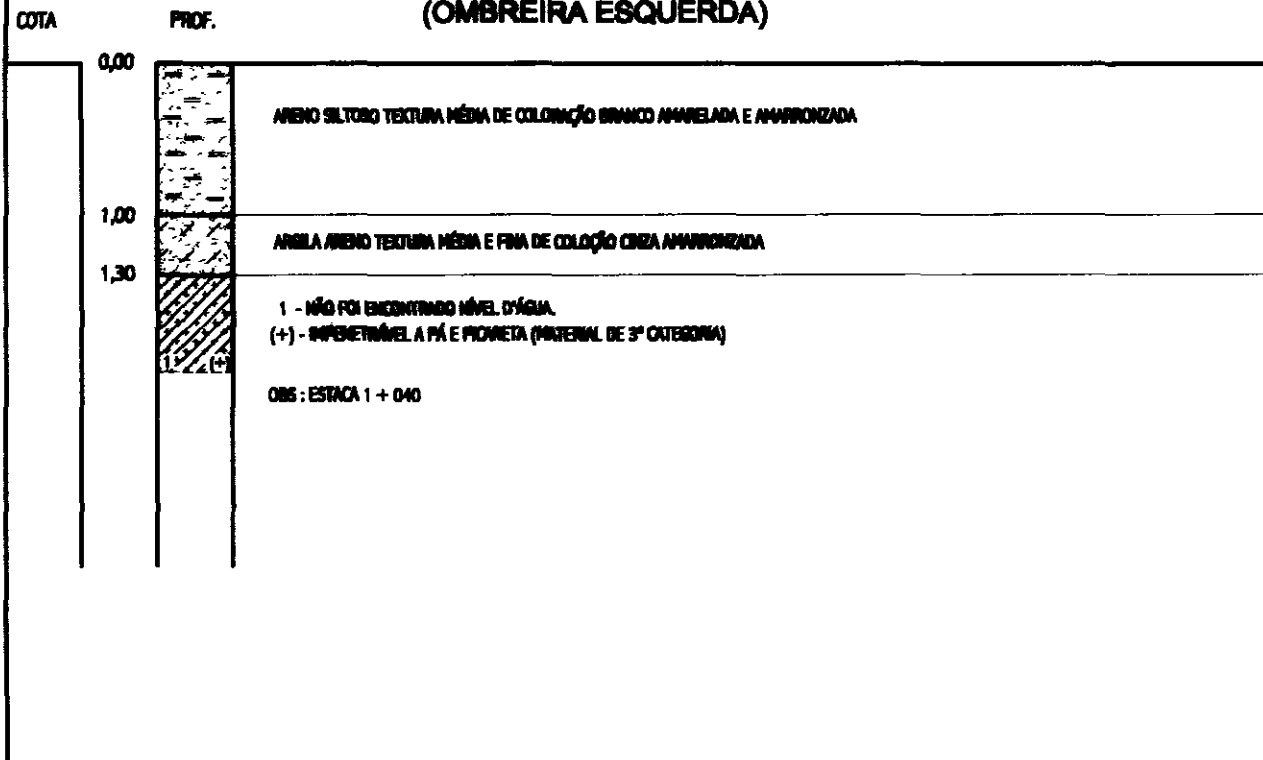 (OMBREIRA ESQUERDA)
COTA PROF.
0,00
ARENO SILTOSO TEXTURA MÉDIA DE COLORAÇÃO BRANCO AMARELADA E AMARRONZADA
1,00
ARGILA ARENO TEXTURA MÉDIA E FINA DE COLOÇÃO CINZA AMARRONZADA
1,30
1 - NÃO FOI ENCONTRADO NÍVEL D'ÁGUA.
(+) - IMPENETRÁVEL A PÁ E PICARETA (MATERIAL DE 3ª CATEGORIA)
1 (+)
OBS : ESTACA 1 + 040